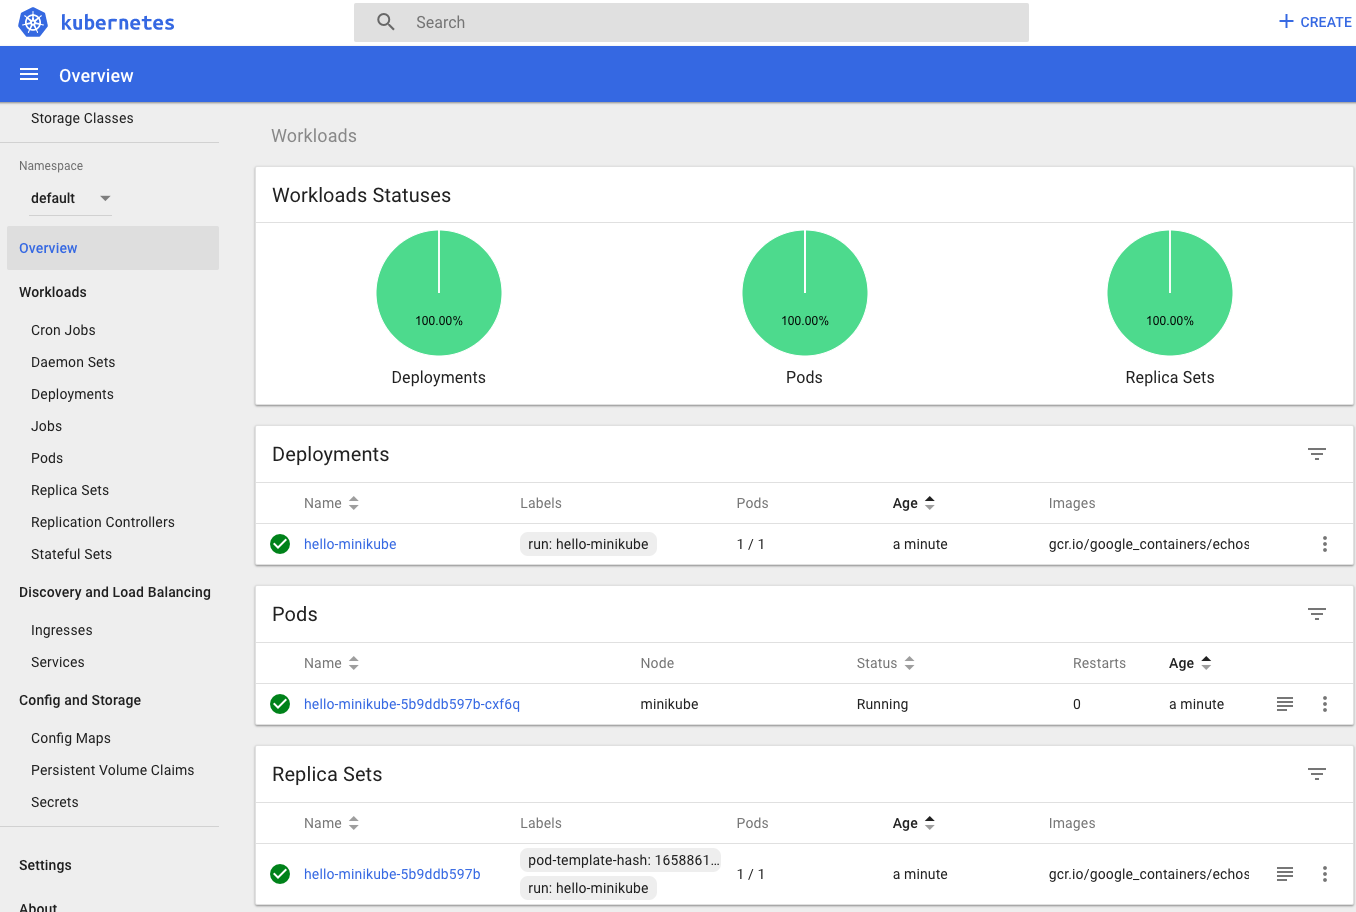 kubernetes
Search
CREATE
Overview
Storage Classes
Namespace
default
Overview
Workloads
Cron Jobs
Daemon Sets
Deployments
Jobs
Pods
Replica Sets
Replication Controllers
Stateful Sets
Discovery and Load Balancing
Ingresses
Services
Config and Storage
Config Maps
Persistent Volume Claims
Secrets
Settings
About
Workloads
Workloads Statuses
100.00% 100.00% 100.00%
Deployments Pods Replica Sets
Deployments
Name Labels Pods Age Images
hello-minikube run: hello-minikube 1 / 1 a minute gcr.io/google_containers/echos
Pods
Name Node Status Restarts Age
hello-minikube-5b9ddb597b-cxf6q minikube Running 0 a minute
Replica Sets
Name Labels Pods Age Images
pod-template-hash: 1658861…
hello-minikube-5b9ddb597b 1 / 1 a minute gcr.io/google_containers/echos
run: hello-minikube